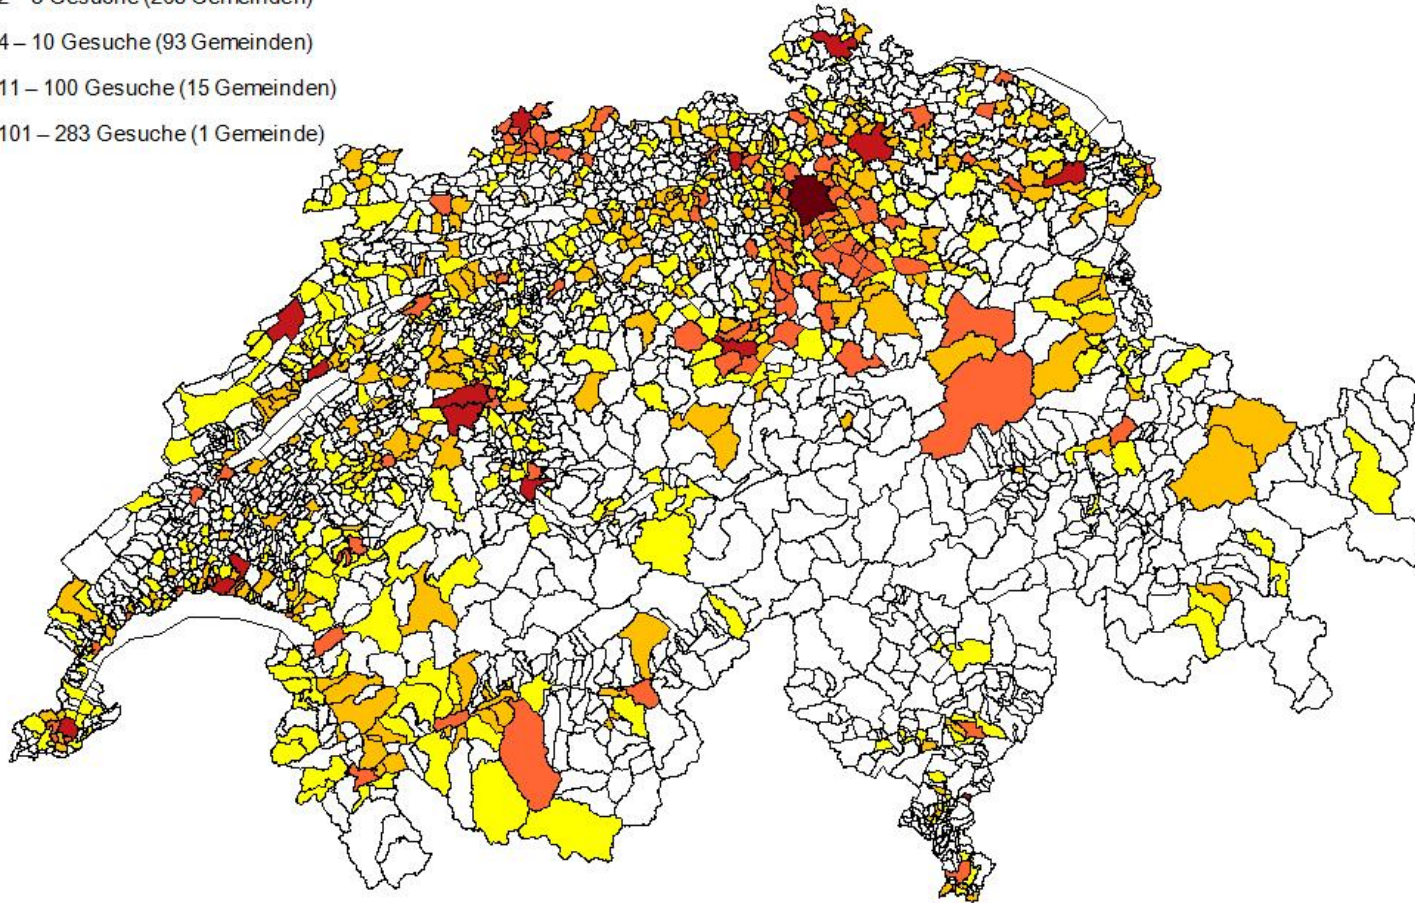 4 – 10 Gesuche (93 Gemeinden)
11 – 100 Gesuche (15 Gemeinden)
101 – 283 Gesuche (1 Gemeinde)